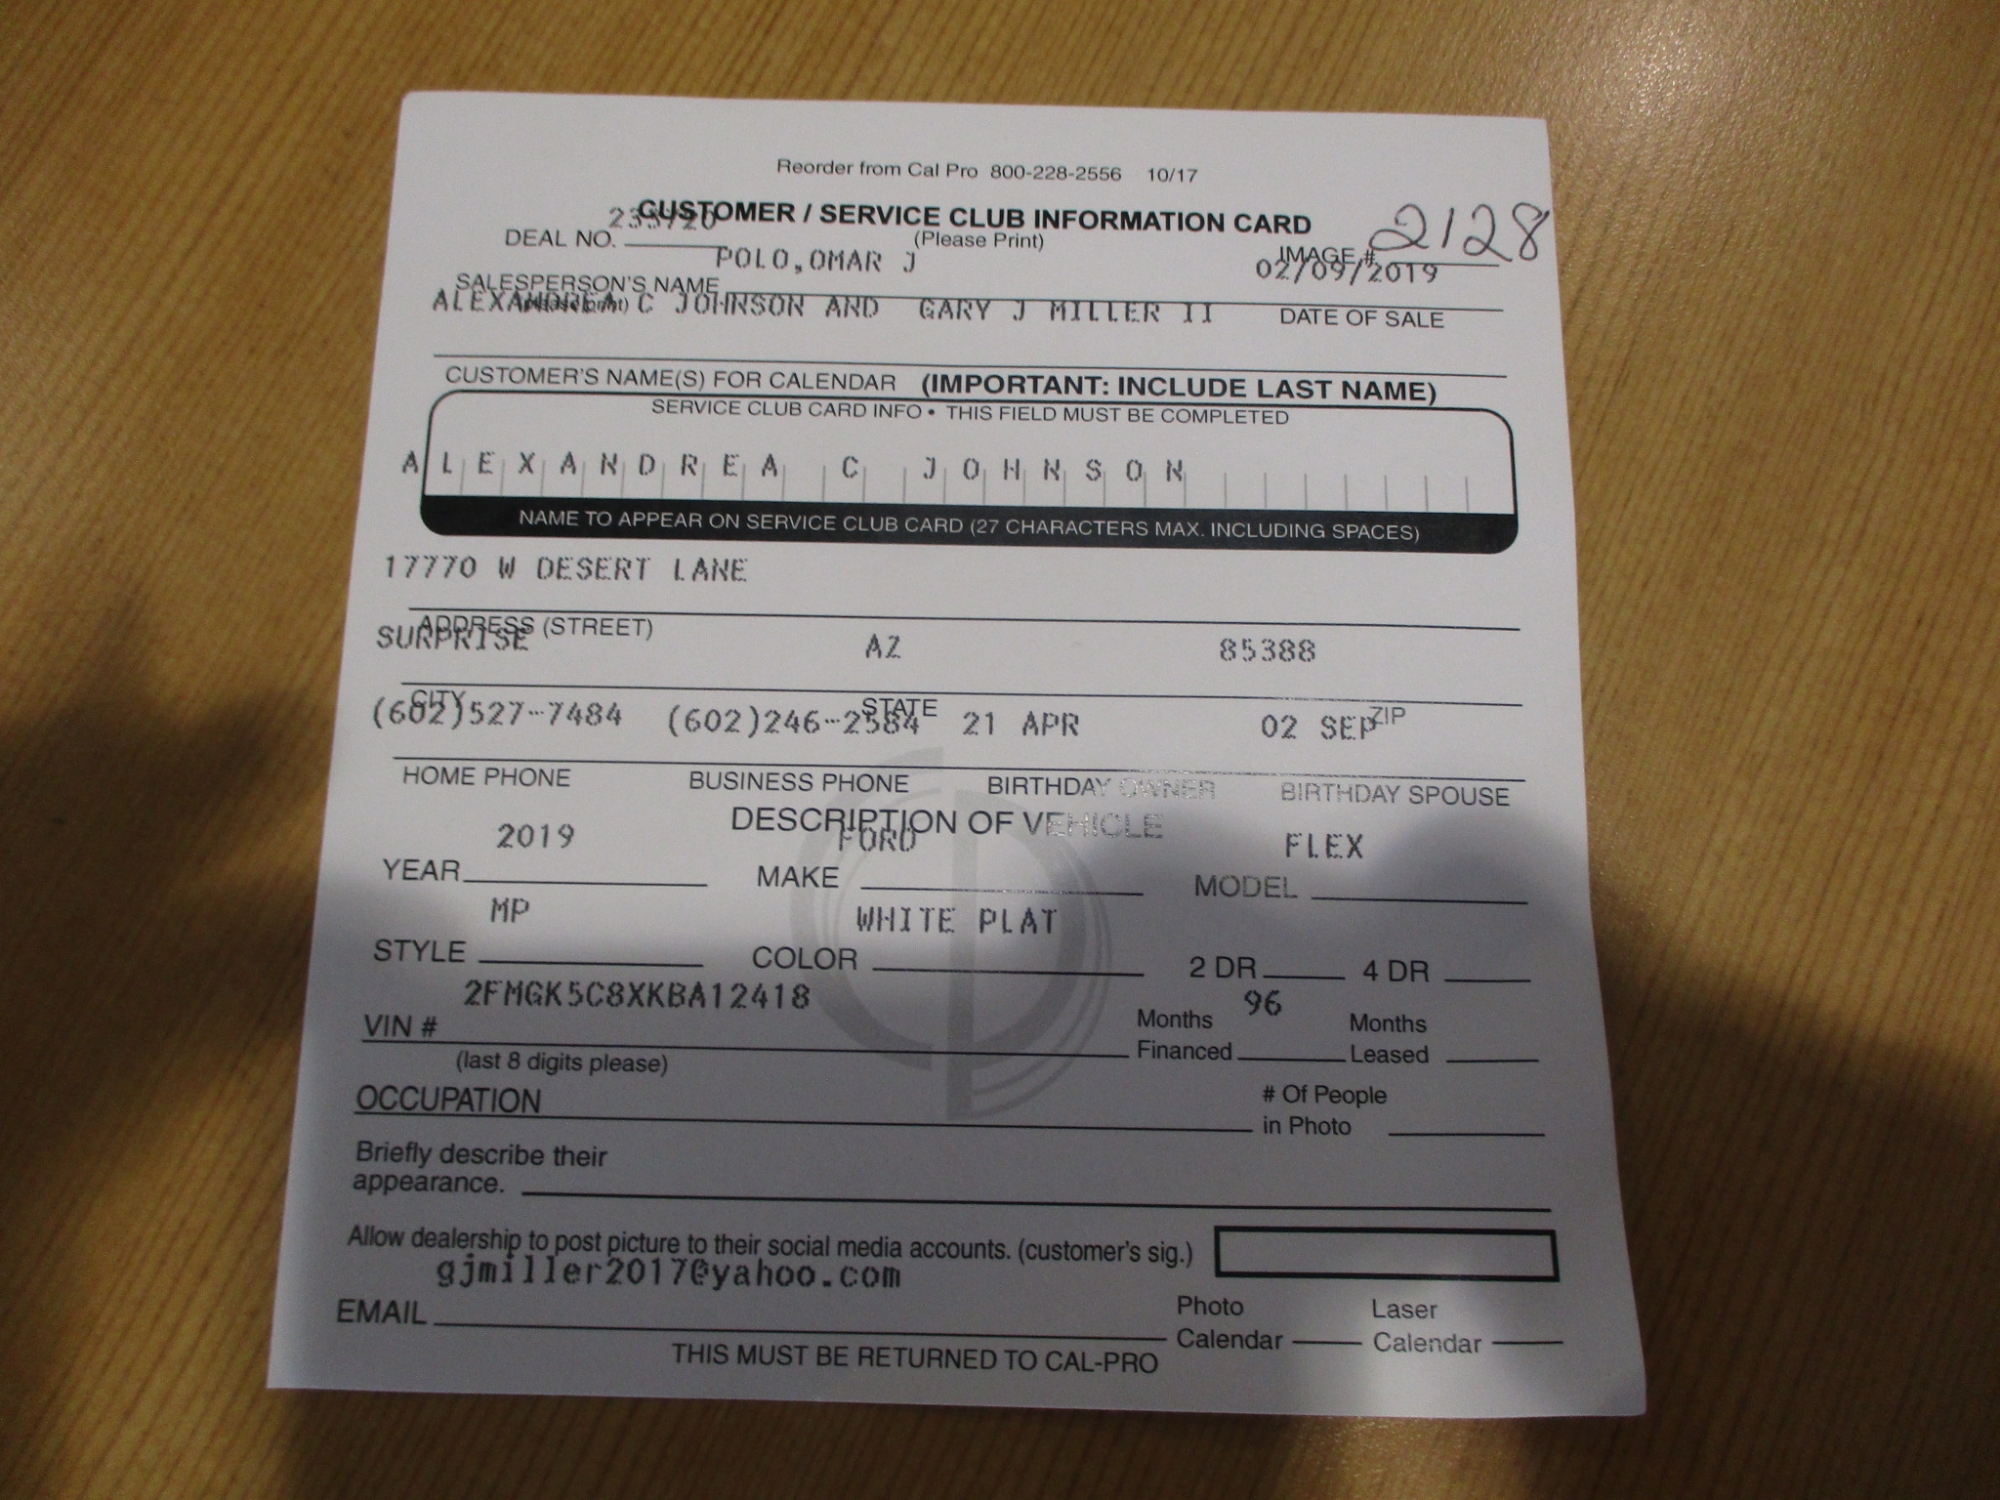 Reorder from Cal Pro 800-228-2556 10/17
CUSTOMER / SERVICE CLUB INFORMATION CARD
(Please Print)
DEAL NO.
IMAGE # 2128
POLO,OMAR J
02/09/2019
SALESPERSON'S NAME
DATE OF SALE
ALEXANDREA C JOHNSON AND GARY J MILLER II
CUSTOMER'S NAME(S) FOR CALENDAR (IMPORTANT: INCLUDE LAST NAME)
SERVICE CLUB CARD INFO • THIS FIELD MUST BE COMPLETED
ALEXANDREA C JOHNSON
NAME TO APPEAR ON SERVICE CLUB CARD (27 CHARACTERS MAX. INCLUDING SPACES)
17770 W DESERT LANE
ADDRESS (STREET)
SURPRISE AZ 85388
CITY STATE ZIP
(602)527-7484 (602)246-2584 21 APR 02 SEP
HOME PHONE BUSINESS PHONE BIRTHDAY OWNER BIRTHDAY SPOUSE
DESCRIPTION OF VEHICLE
2019 FORD FLEX
YEAR MAKE MODEL
MP WHITE PLAT
STYLE COLOR 2 DR 4 DR
2FMGK5C8XKBA12418 96
VIN # Months Financed Months Leased
(last 8 digits please)
OCCUPATION # Of People in Photo
Briefly describe their
appearance.
Allow dealership to post picture to their social media accounts. (customer's sig.)
gjmiller2017@yahoo.com
EMAIL Photo Calendar Laser Calendar
THIS MUST BE RETURNED TO CAL-PRO